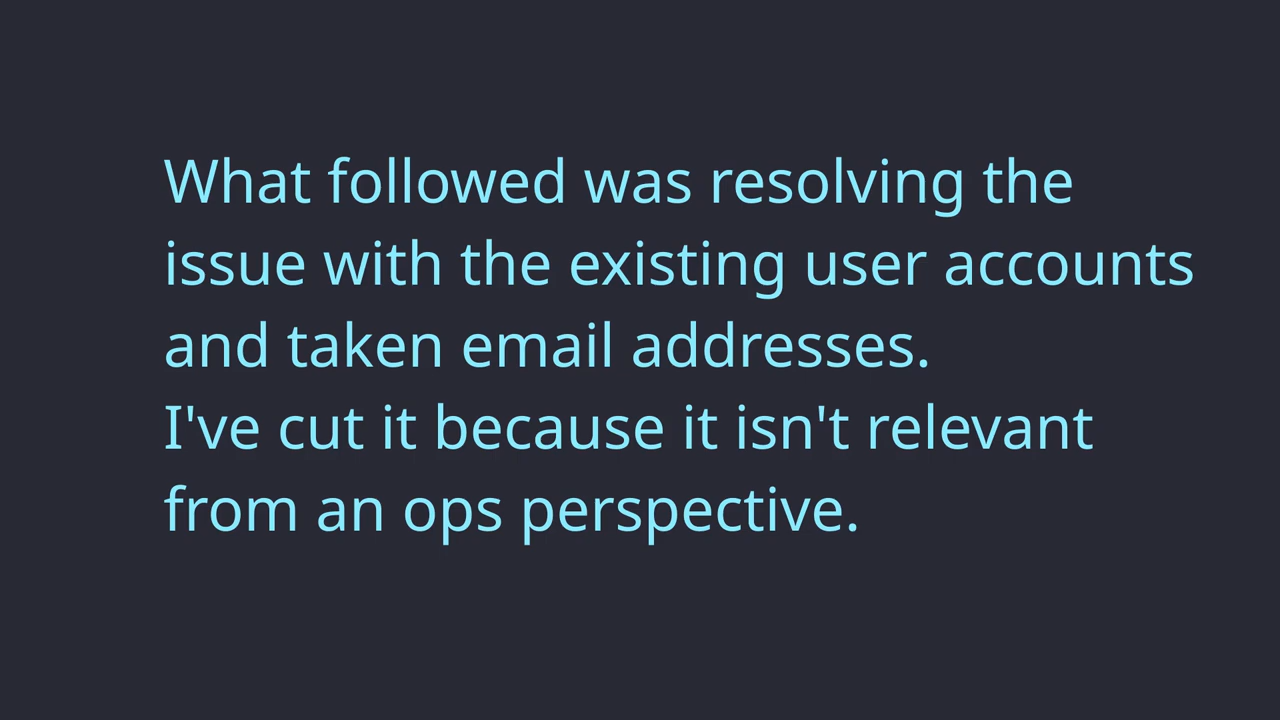 What followed was resolving the
issue with the existing user accounts
and taken email addresses.
I've cut it because it isn't relevant
from an ops perspective.